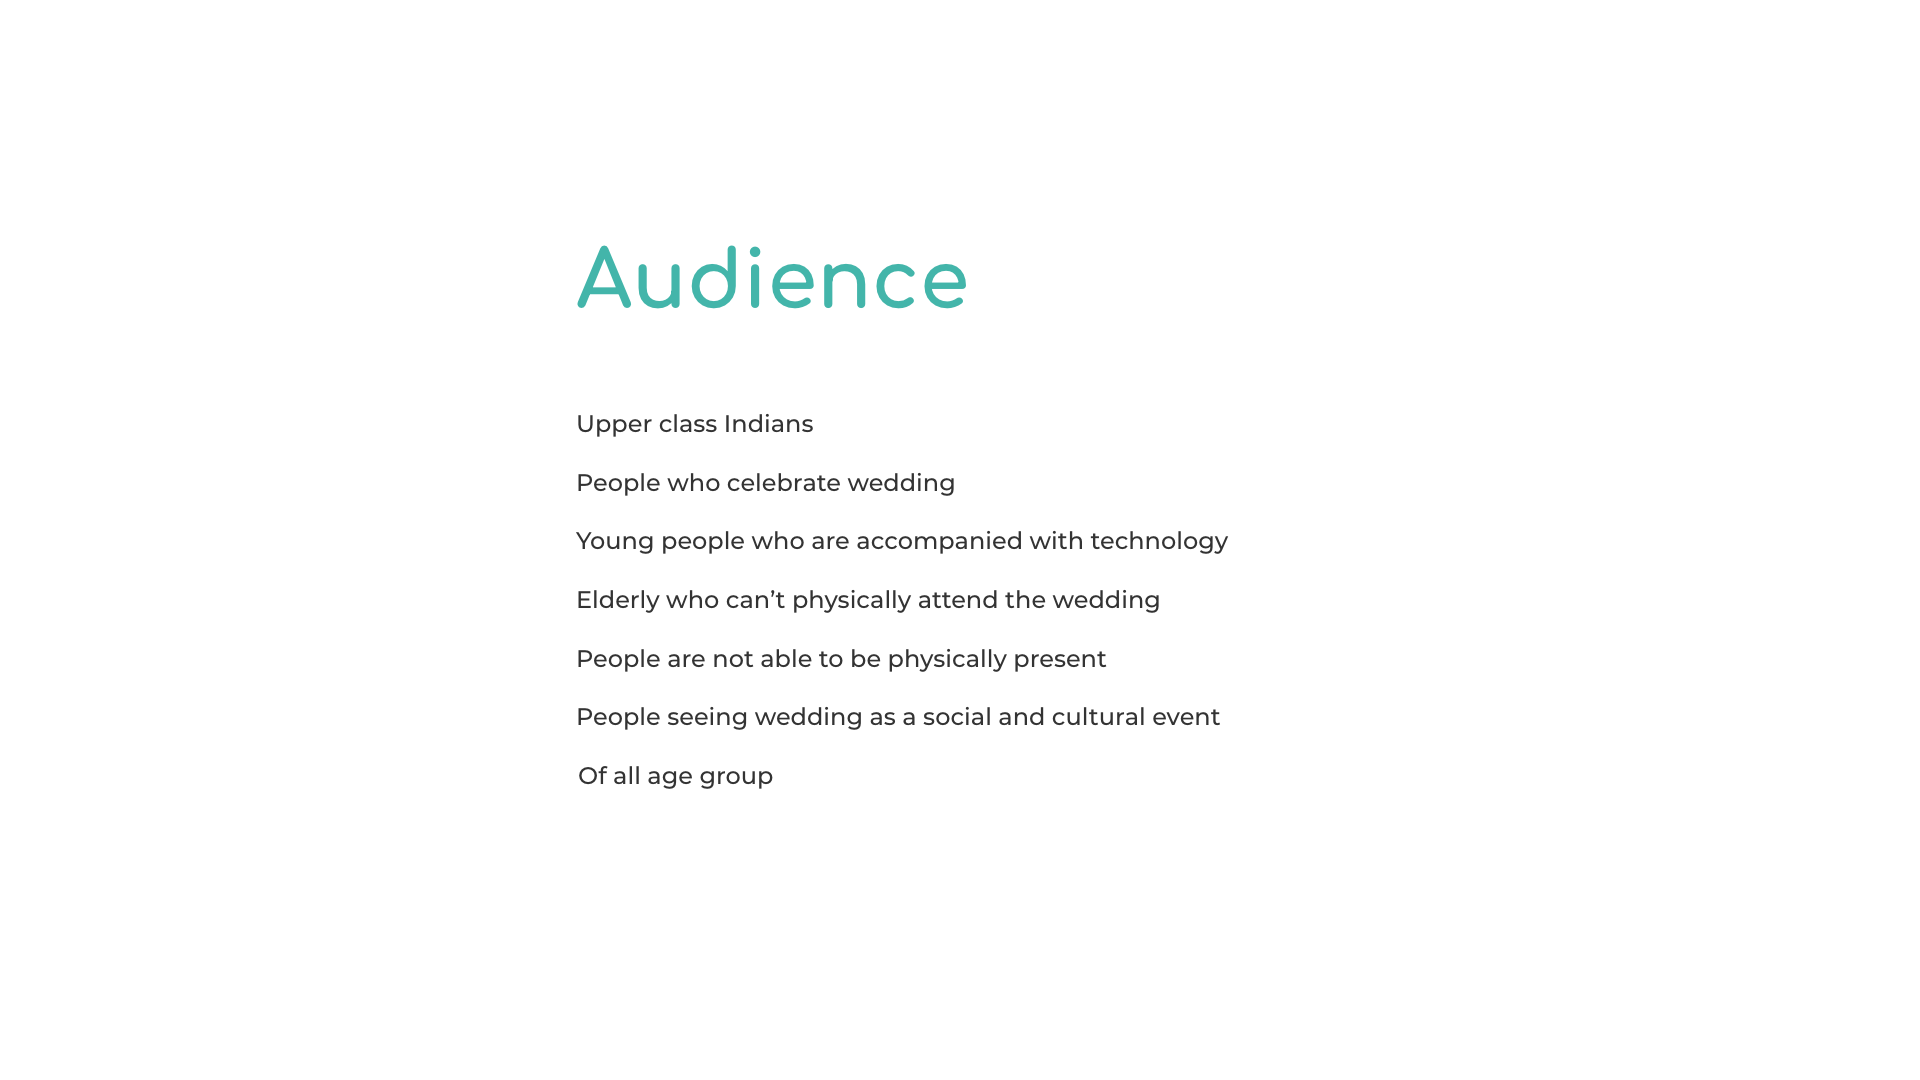 Audience
Upper class Indians
People who celebrate wedding
Young people who are accompanied with technology
Elderly who can’t physically attend the wedding
People are not able to be physically present
People seeing wedding as a social and cultural event
Of all age group